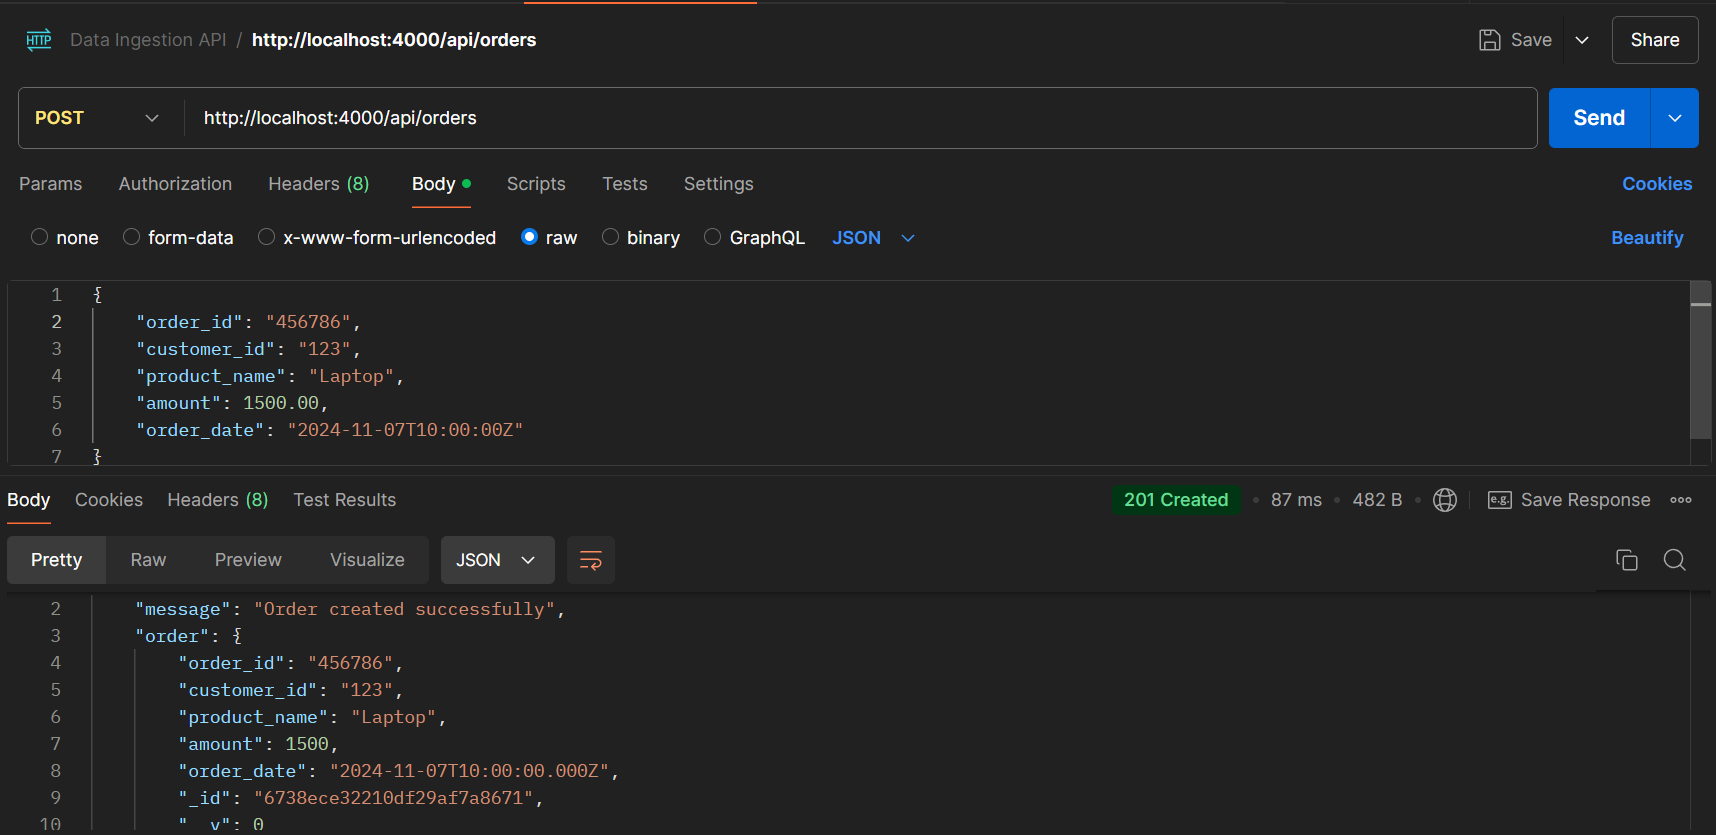 HTTP Data Ingestion API / http://localhost:4000/api/orders Save Share
POST http://localhost:4000/api/orders Send
Params Authorization Headers (8) Body Scripts Tests Settings Cookies
none form-data x-www-form-urlencoded raw binary GraphQL JSON Beautify
1 {
2 "order_id": "456786",
3 "customer_id": "123",
4 "product_name": "Laptop",
5 "amount": 1500.00,
6 "order_date": "2024-11-07T10:00:00Z"
7 }
Body Cookies Headers (8) Test Results 201 Created 87 ms 482 B e.g. Save Response
Pretty Raw Preview Visualize JSON
2 "message": "Order created successfully",
3 "order": {
4 "order_id": "456786",
5 "customer_id": "123",
6 "product_name": "Laptop",
7 "amount": 1500,
8 "order_date": "2024-11-07T10:00:00.000Z",
9 "_id": "6738ece32210df29af7a8671",
10 "__v": 0